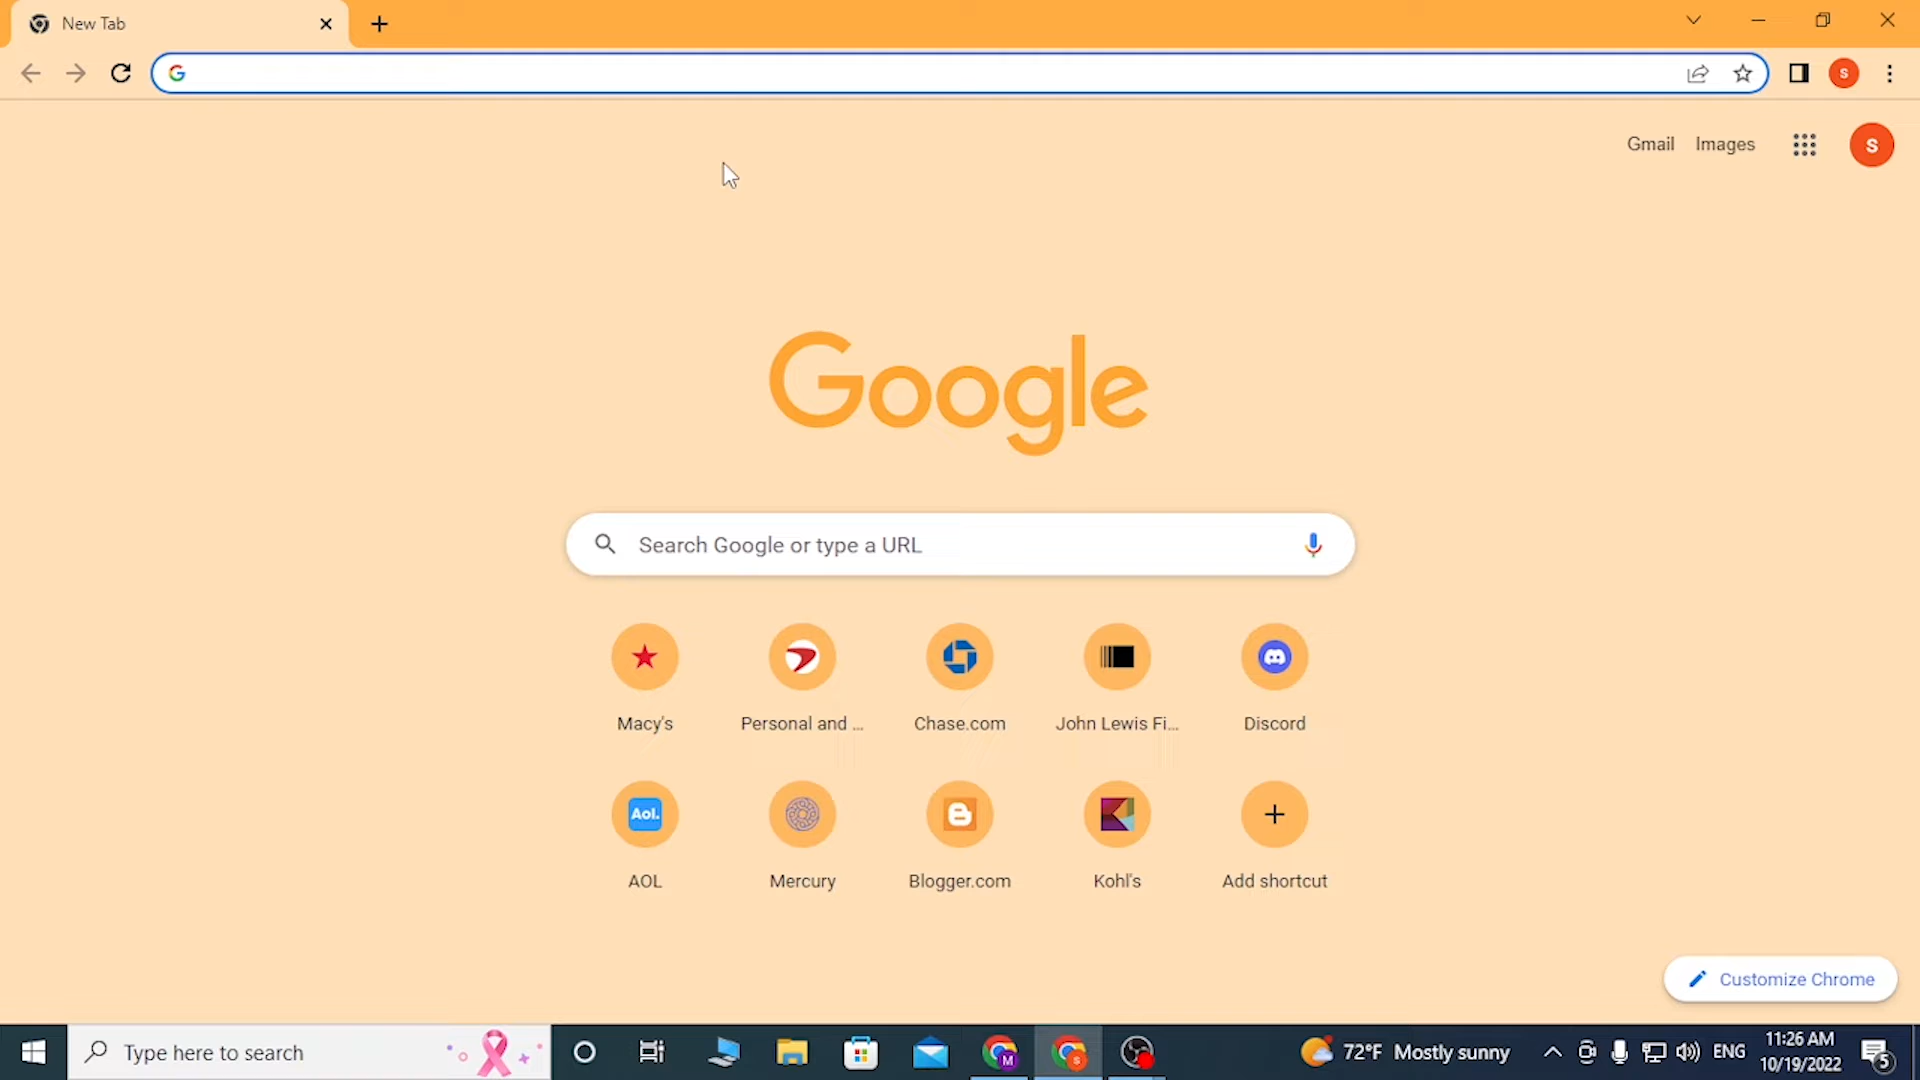 New Tab
S
Gmail Images
S
Google
Search Google or type a URL
Macy's Personal and ... Chase.com John Lewis Fi... Discord
Aol.
AOL Mercury Blogger.com Kohl's Add shortcut
Customize Chrome
Type here to search
M
S
72°F Mostly sunny
ENG
11:26 AM
10/19/2022
5